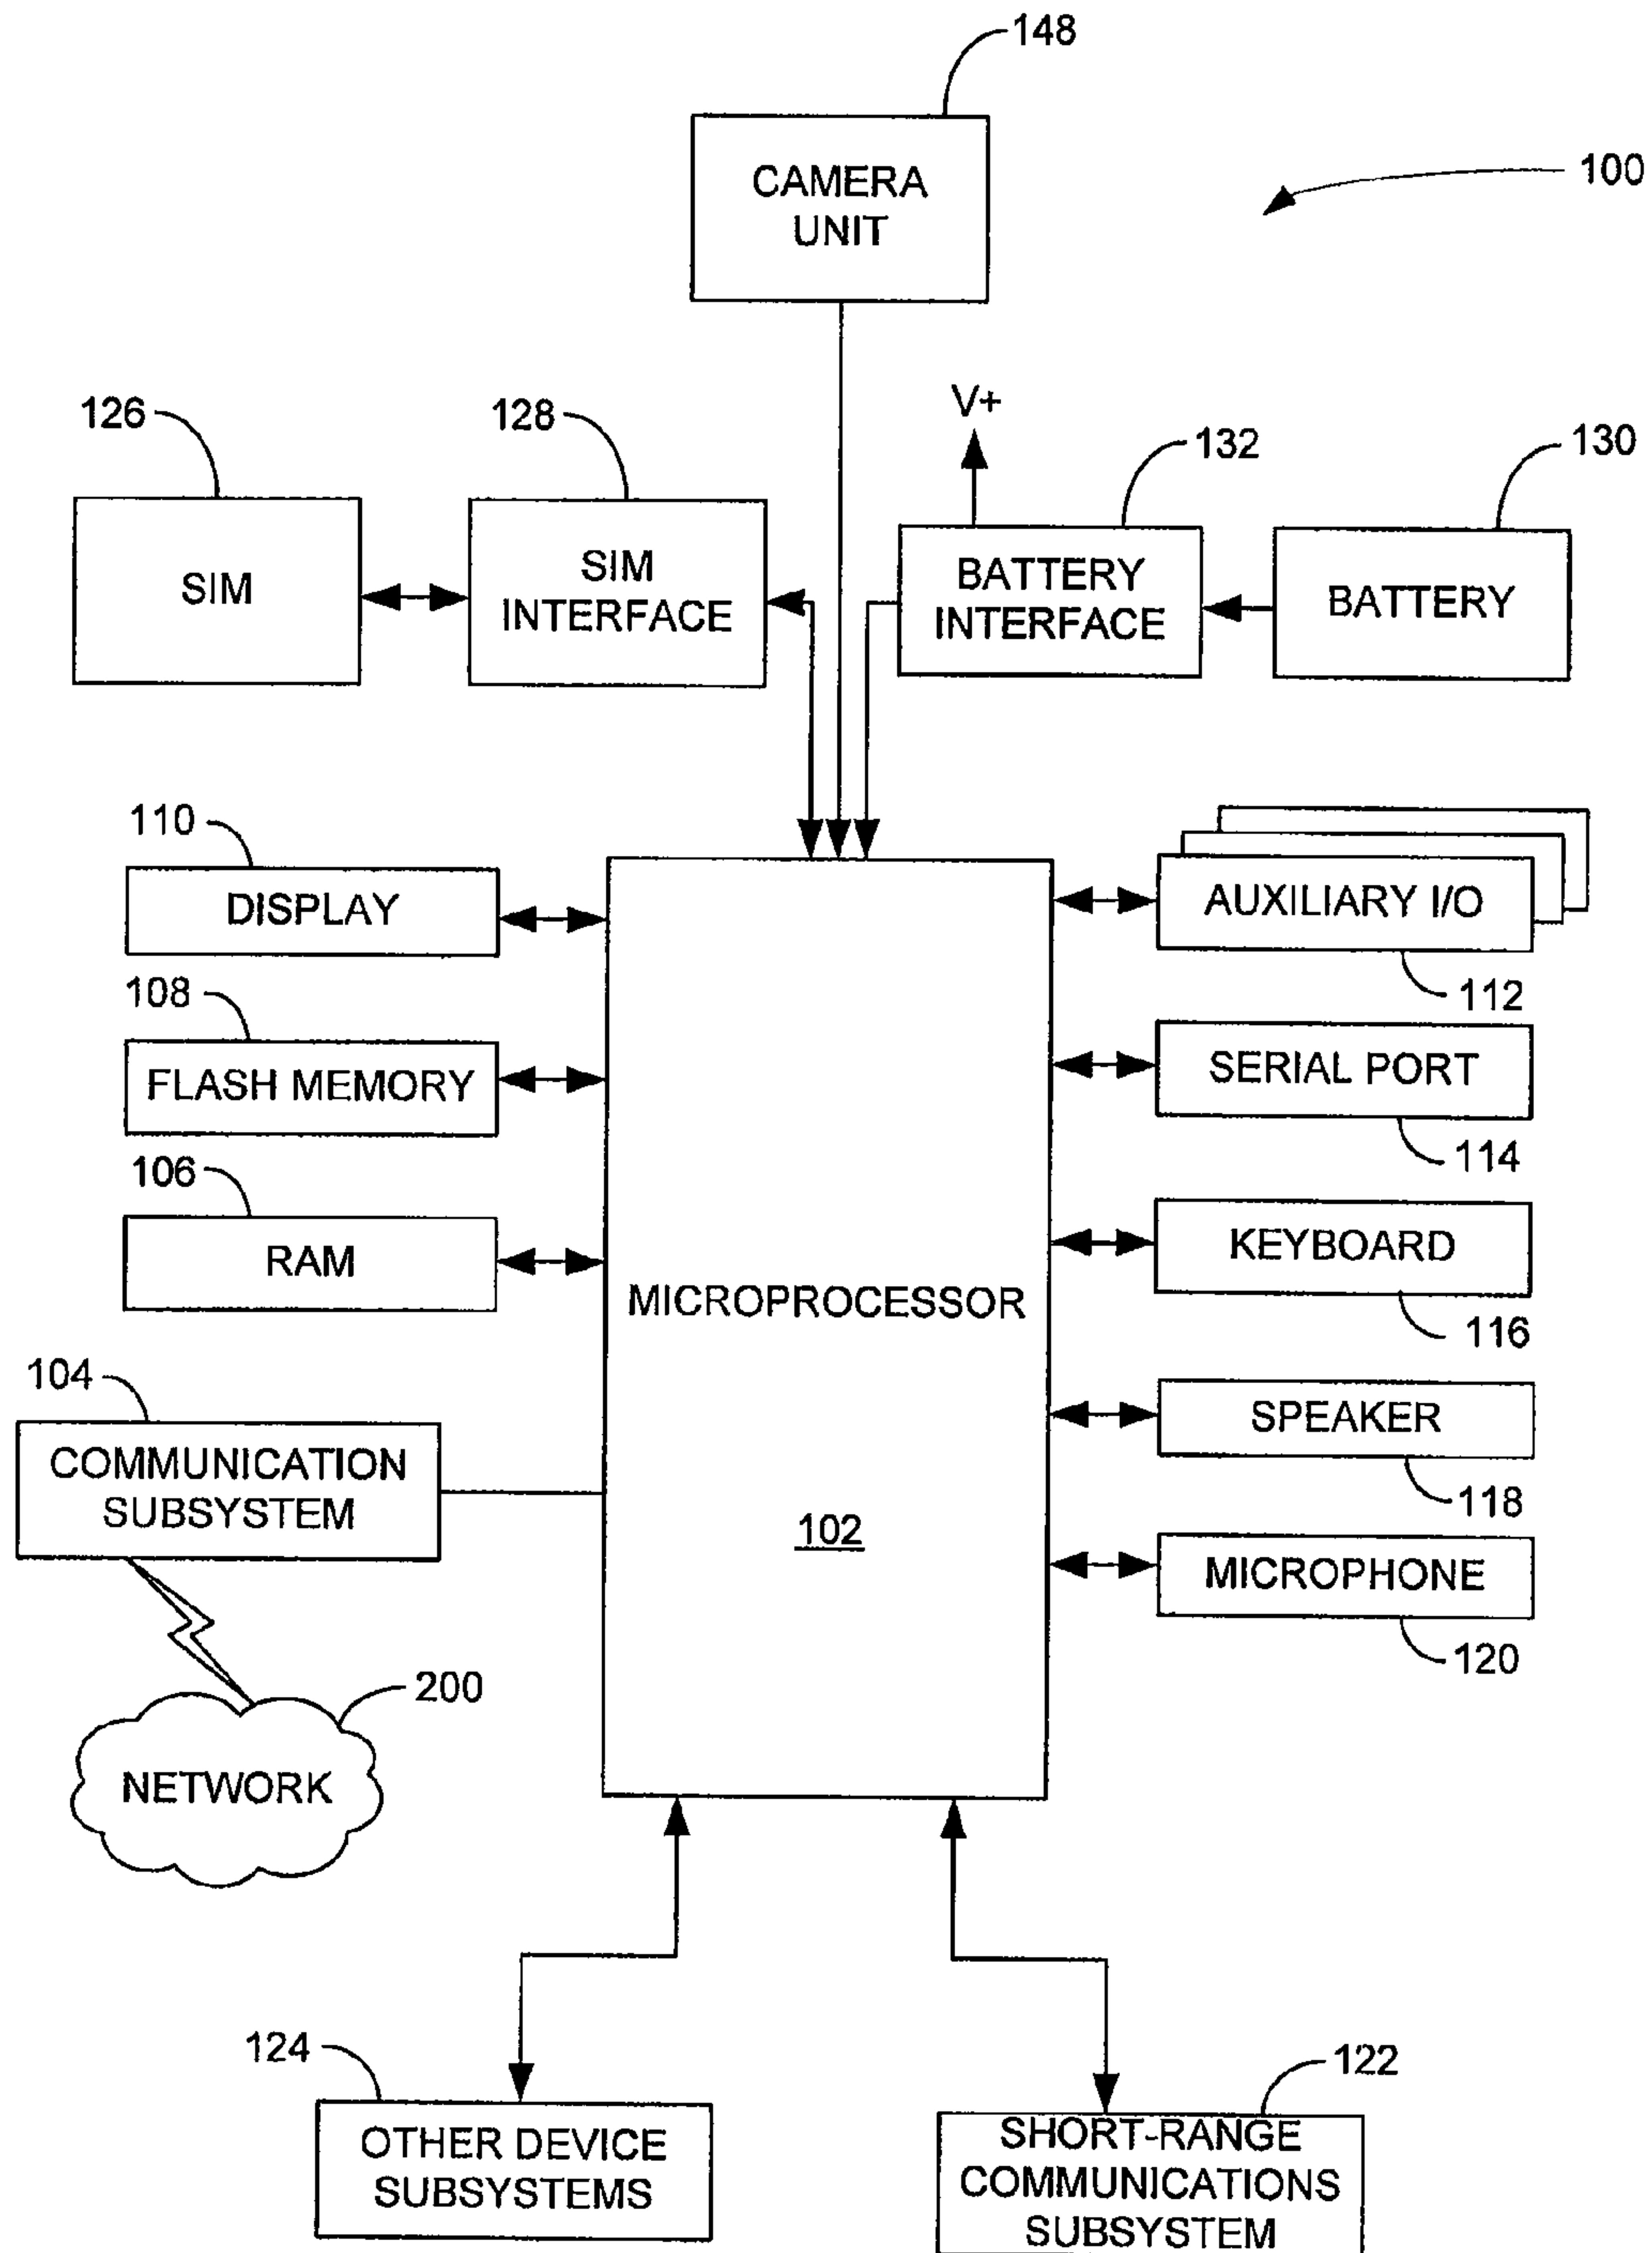 148
CAMERA
UNIT
100
V+
126
128
132
130
SIM
SIM
INTERFACE
BATTERY
INTERFACE
BATTERY
110
DISPLAY
AUXILIARY I/O
112
108
FLASH MEMORY
SERIAL PORT
114
106
RAM
KEYBOARD
116
MICROPROCESSOR
102
104
COMMUNICATION
SUBSYSTEM
SPEAKER
118
MICROPHONE
120
200
NETWORK
124
OTHER DEVICE
SUBSYSTEMS
122
SHORT-RANGE
COMMUNICATIONS
SUBSYSTEM